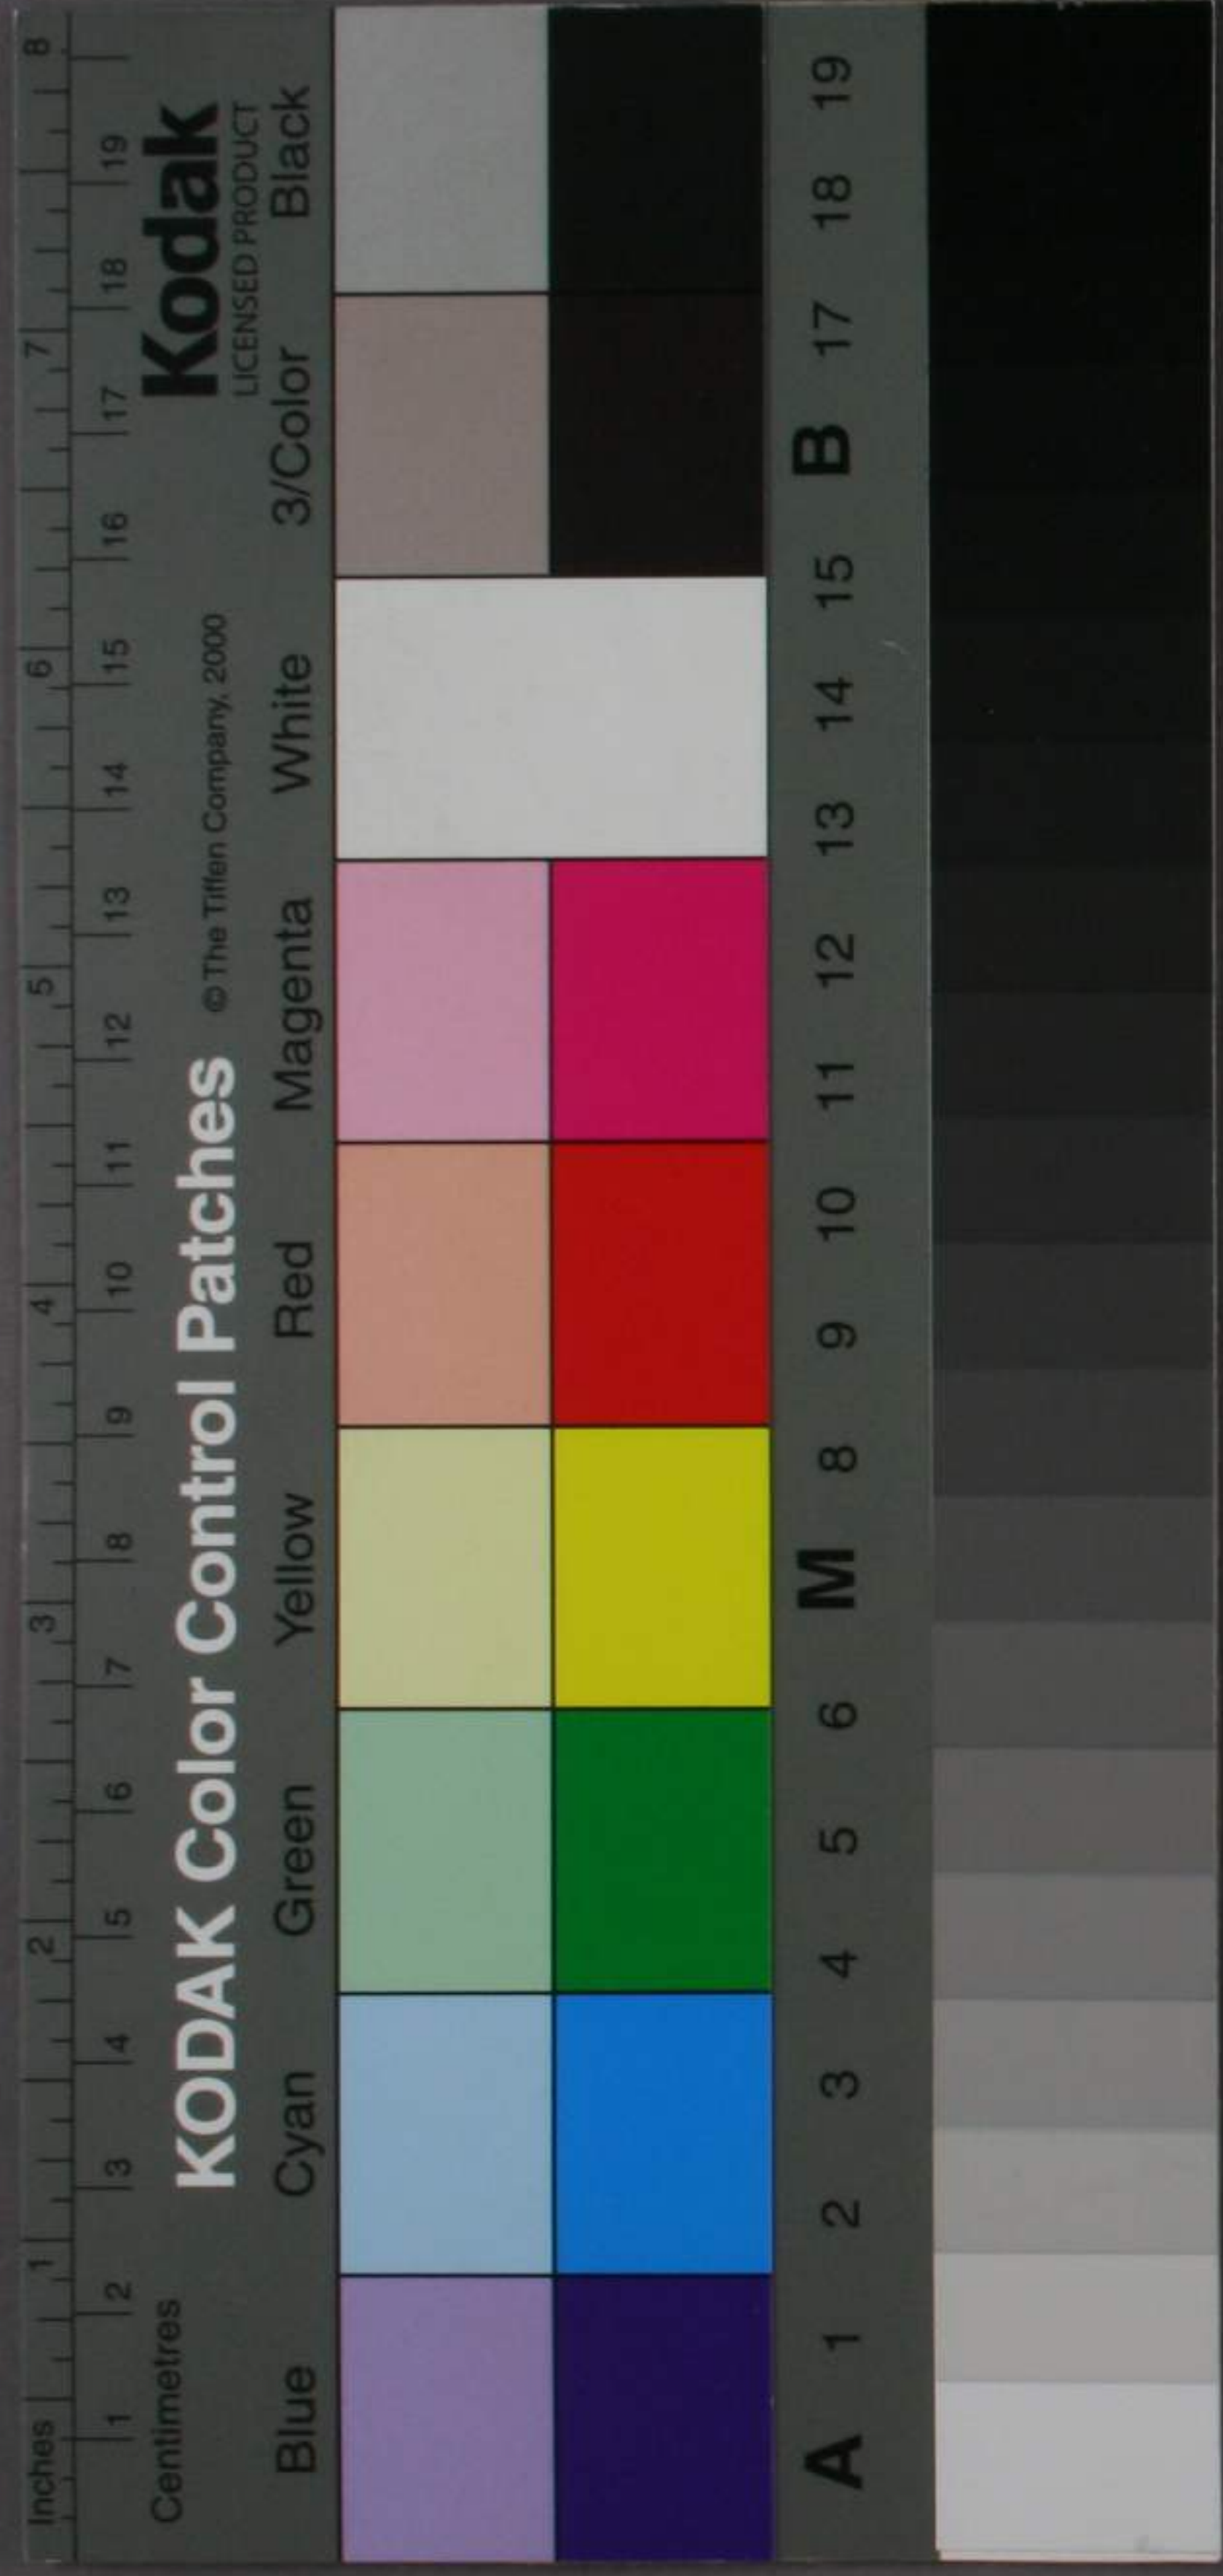 Inches 1 2 3 4 5 6 7 8
Centimetres 1 2 3 4 5 6 7 8 9 10 11 12 13 14 15 16 17 18 19
KODAK Color Control Patches © The Tiffen Company, 2000
Kodak
LICENSED PRODUCT
Blue Cyan Green Yellow Red Magenta White 3/Color Black
A 1 2 3 4 5 6 M 8 9 10 11 12 13 14 15 B 17 18 19